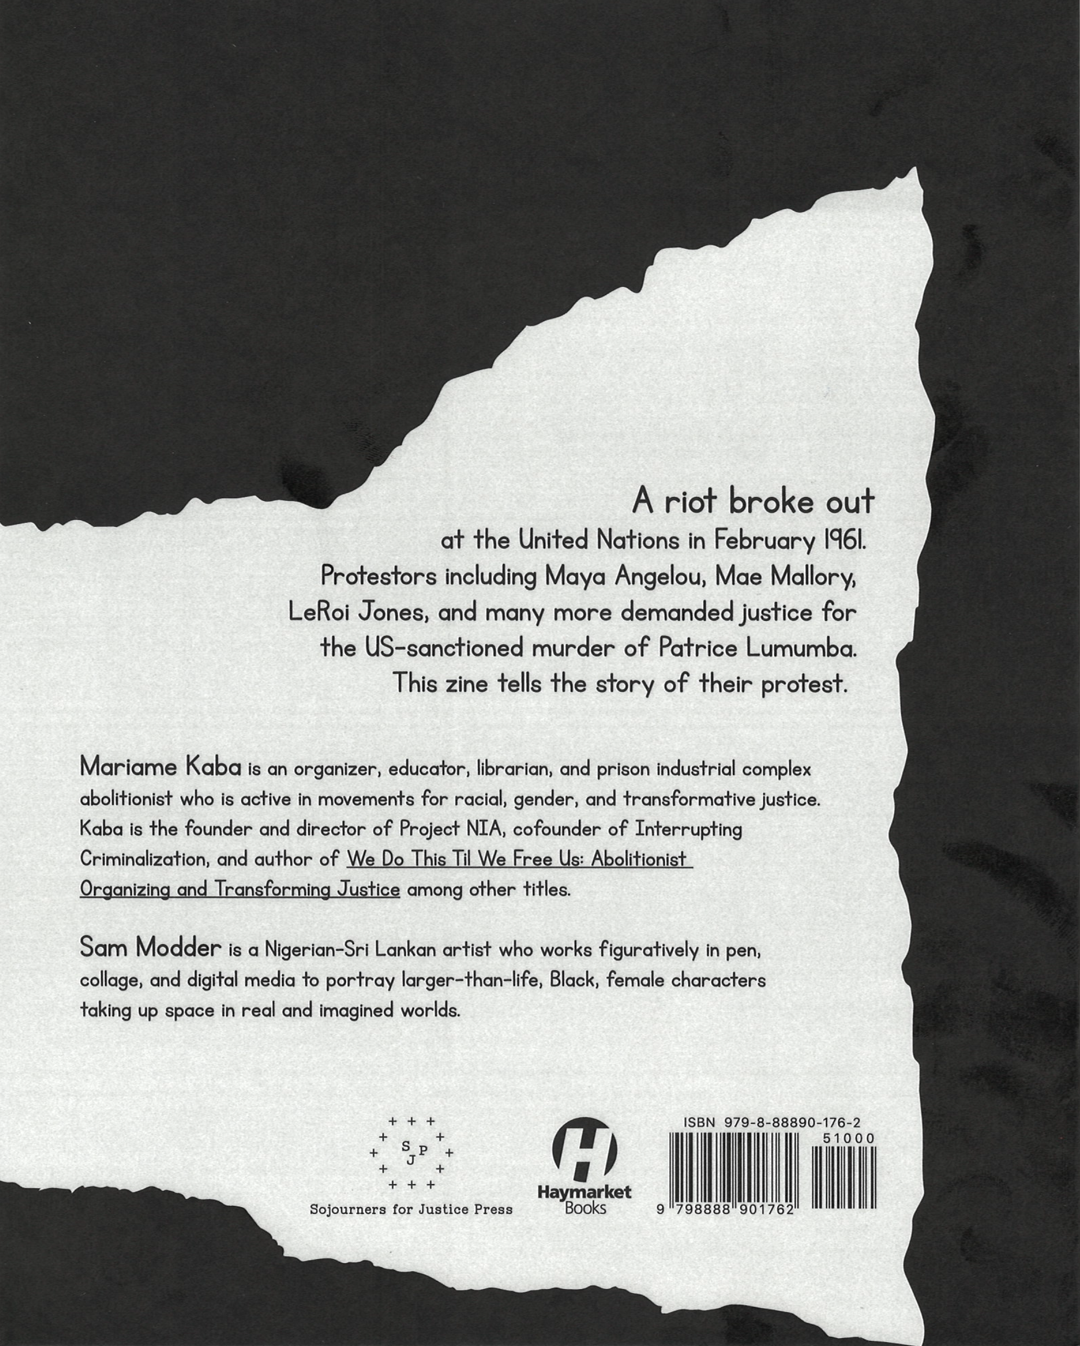 A riot broke out
at the United Nations in February 1961.
Protestors including Maya Angelou, Mae Mallory,
LeRoi Jones, and many more demanded justice for
the US-sanctioned murder of Patrice Lumumba.
This zine tells the story of their protest.
Mariame Kaba is an organizer, educator, librarian, and prison industrial complex
abolitionist who is active in movements for racial, gender, and transformative justice.
Kaba is the founder and director of Project NIA, cofounder of Interrupting
Criminalization, and author of We Do This Til We Free Us: Abolitionist
Organizing and Transforming Justice among other titles.
Sam Modder is a Nigerian-Sri Lankan artist who works figuratively in pen,
collage, and digital media to portray larger-than-life, Black, female characters
taking up space in real and imagined worlds.
SJP
Sojourners for Justice Press
H
Haymarket
Books
ISBN 979-8-88890-176-2
51000
9 798888 901762